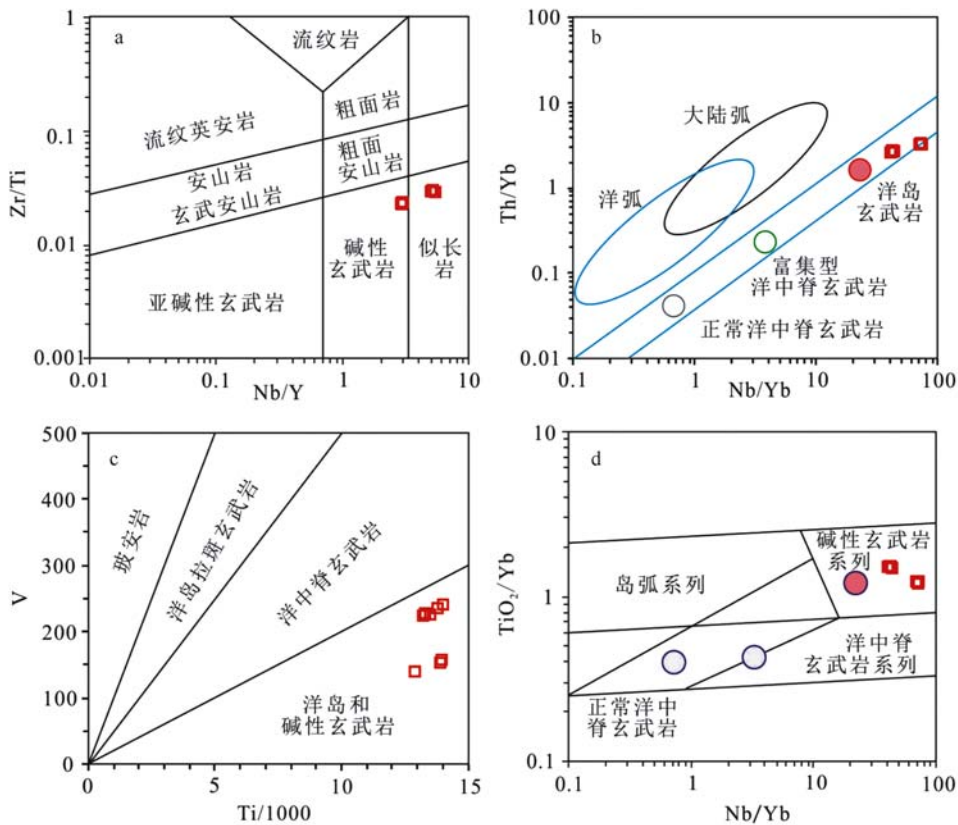 a
1
0.1
0.01
0.001
Zr/Ti
流纹岩
粗面岩
流纹英安岩
粗面
安山岩
安山岩
玄武安山岩
碱性
玄武岩
似长
岩
亚碱性玄武岩
0.01
0.1
1
10
Nb/Y
b
100
10
1
0.1
0.01
Th/Yb
大陆弧
洋弧
洋岛
玄武岩
富集型
洋中脊玄武岩
正常洋中脊玄武岩
0.1
1
10
100
Nb/Yb
c
500
400
300
200
100
0
V
玻安岩
洋岛拉斑玄武岩
洋中脊玄武岩
洋岛和
碱性玄武岩
0
5
10
15
Ti/1000
d
10
1
0.1
TiO₂/Yb
碱性玄武岩
系列
岛弧系列
洋中脊
玄武岩系列
正常洋中
脊玄武岩
0.1
1
10
100
Nb/Yb